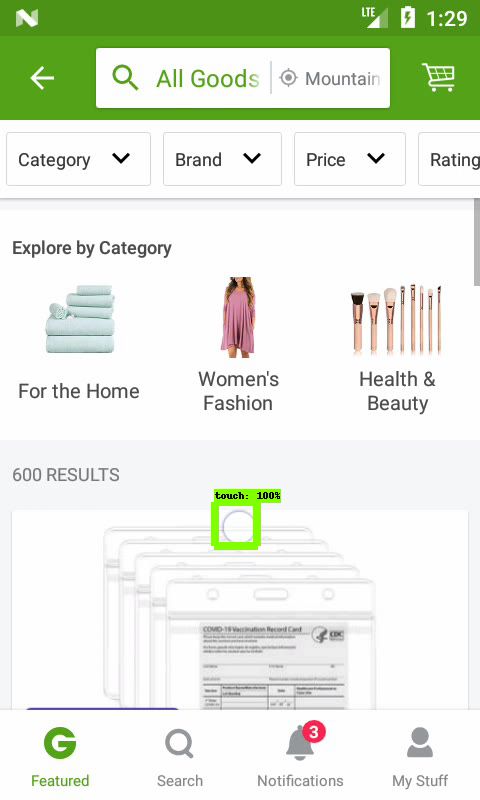 LTE 1:29
All Goods Mountain
Category Brand Price Rating
Explore by Category
For the Home
Women's
Fashion
Health &
Beauty
600 RESULTS
touch: 100%
COVID-19 Vaccination Record Card
CDC
G
3
Featured Search Notifications My Stuff